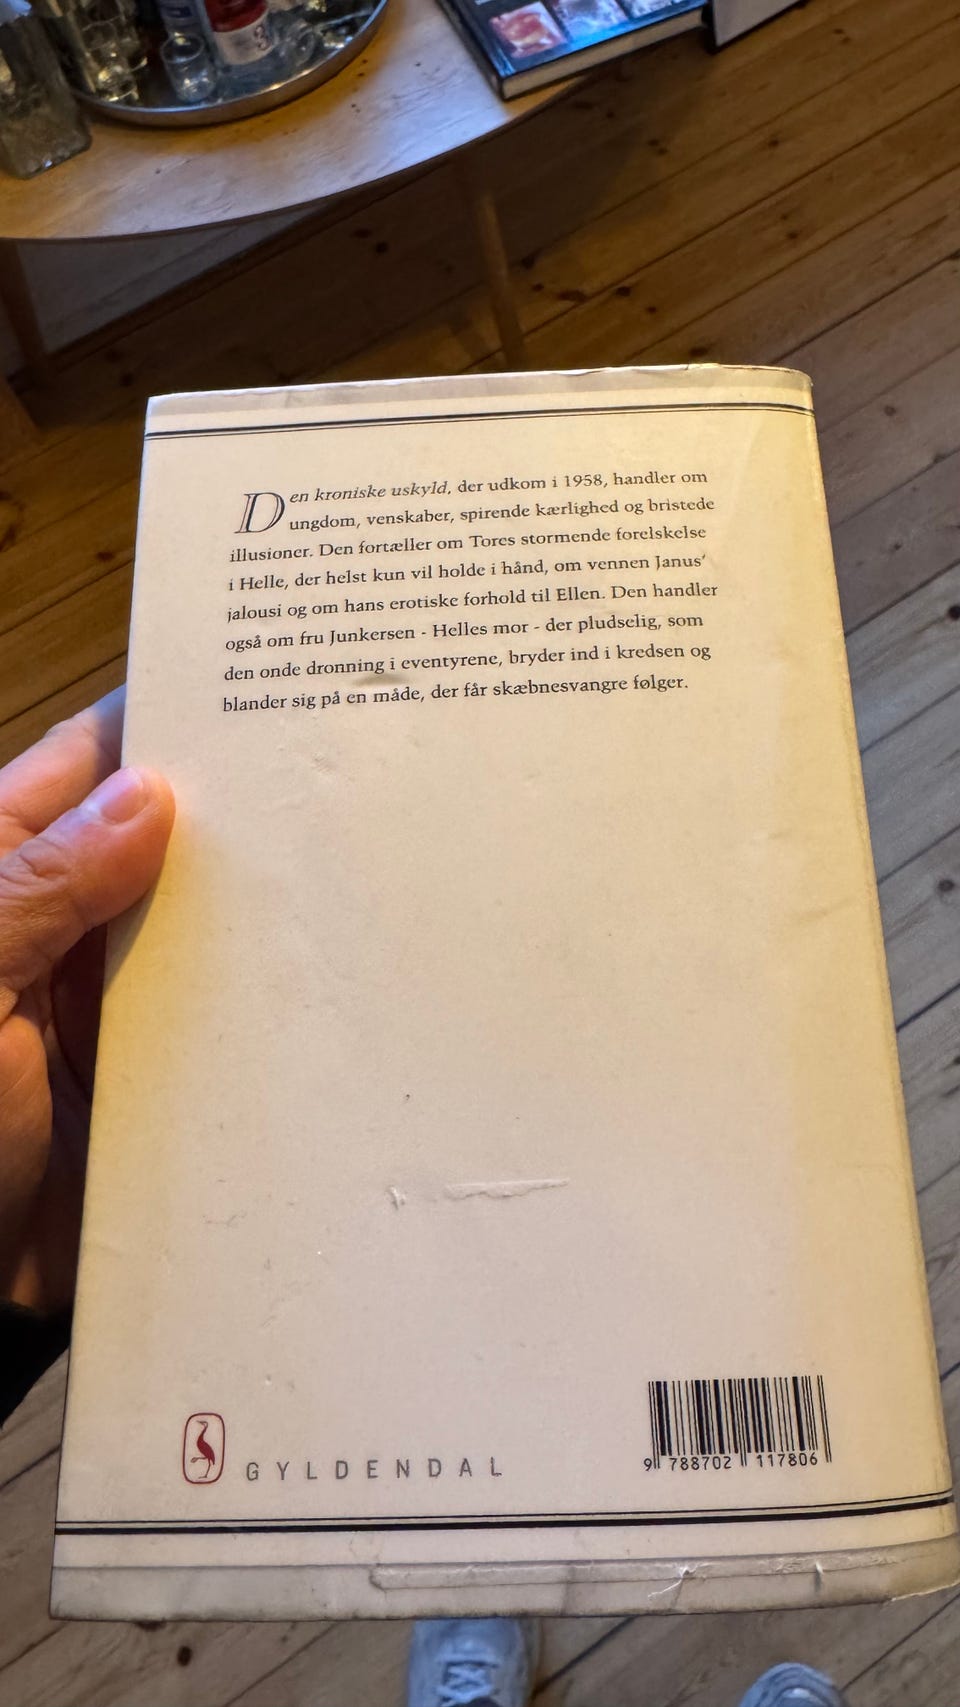 Den kroniske uskyld, der udkom i 1958, handler om
ungdom, venskaber, spirende kærlighed og bristede
illusioner. Den fortæller om Tores stormende forelskelse
i Helle, der helst kun vil holde i hånd, om vennen Janus'
jalousi og om hans erotiske forhold til Ellen. Den handler
også om fru Junkersen - Helles mor - der pludselig, som
den onde dronning i eventyrene, bryder ind i kredsen og
blander sig på en måde, der får skæbnesvangre følger.
GYLDENDAL
9 788702 117806